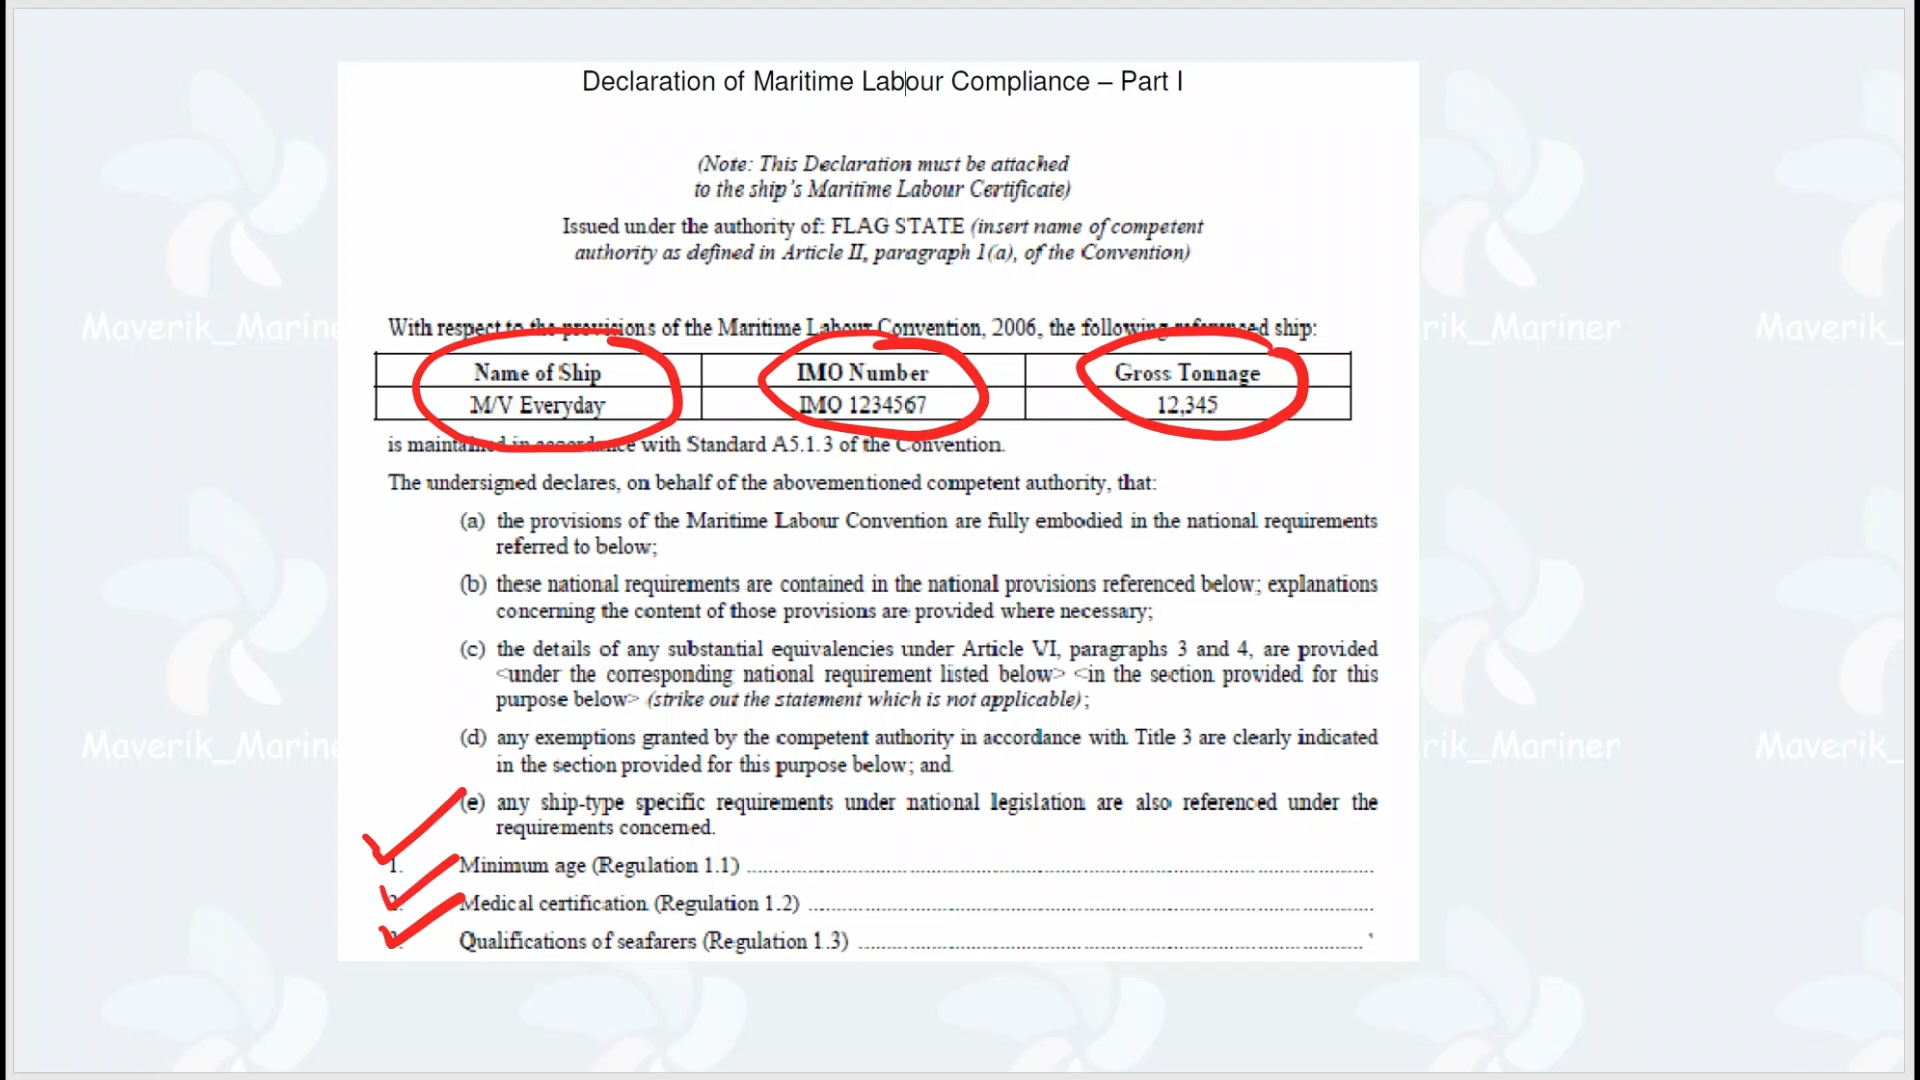 Declaration of Maritime Labour Compliance – Part I
(Note: This Declaration must be attached
to the ship's Maritime Labour Certificate)
Issued under the authority of: FLAG STATE (insert name of competent
authority as defined in Article II, paragraph 1(a), of the Convention)
With respect to the provisions of the Maritime Labour Convention, 2006, the following referenced ship:
Name of Ship IMO Number Gross Tonnage
M/V Everyday IMO 1234567 12,345
is maintained in accordance with Standard A5.1.3 of the Convention.
The undersigned declares, on behalf of the abovementioned competent authority, that:
(a) the provisions of the Maritime Labour Convention are fully embodied in the national requirements
referred to below;
(b) these national requirements are contained in the national provisions referenced below; explanations
concerning the content of those provisions are provided where necessary;
(c) the details of any substantial equivalencies under Article VI, paragraphs 3 and 4, are provided
<under the corresponding national requirement listed below> <in the section provided for this
purpose below> (strike out the statement which is not applicable);
(d) any exemptions granted by the competent authority in accordance with Title 3 are clearly indicated
in the section provided for this purpose below; and
(e) any ship-type specific requirements under national legislation are also referenced under the
requirements concerned.
1. Minimum age (Regulation 1.1)
2. Medical certification (Regulation 1.2)
3. Qualifications of seafarers (Regulation 1.3)
Maverik_Marine
rik_Mariner
Maverik_
Maverik_Marine
rik_Mariner
Maverik_